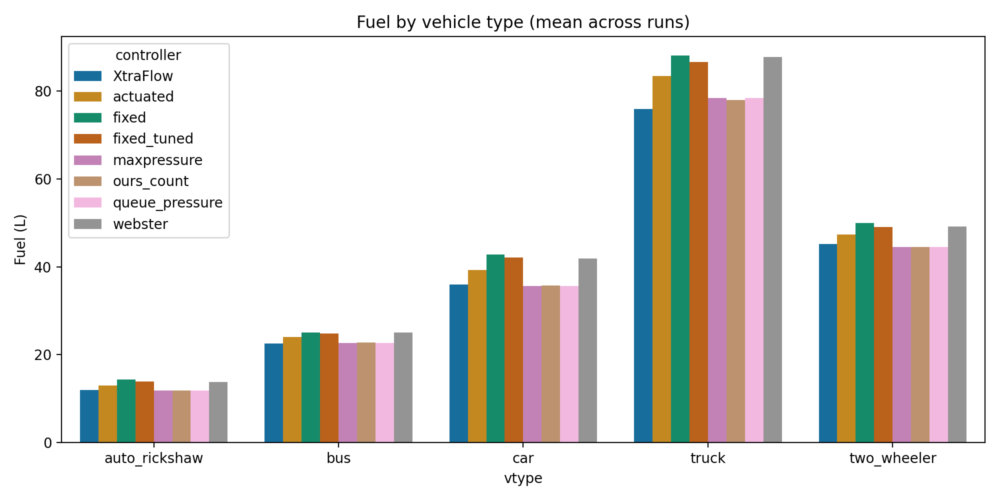 Fuel by vehicle type (mean across runs)
controller
XtraFlow
actuated
fixed
fixed_tuned
maxpressure
ours_count
queue_pressure
webster
Fuel (L)
80
60
40
20
0
auto_rickshaw
bus
car
truck
two_wheeler
vtype